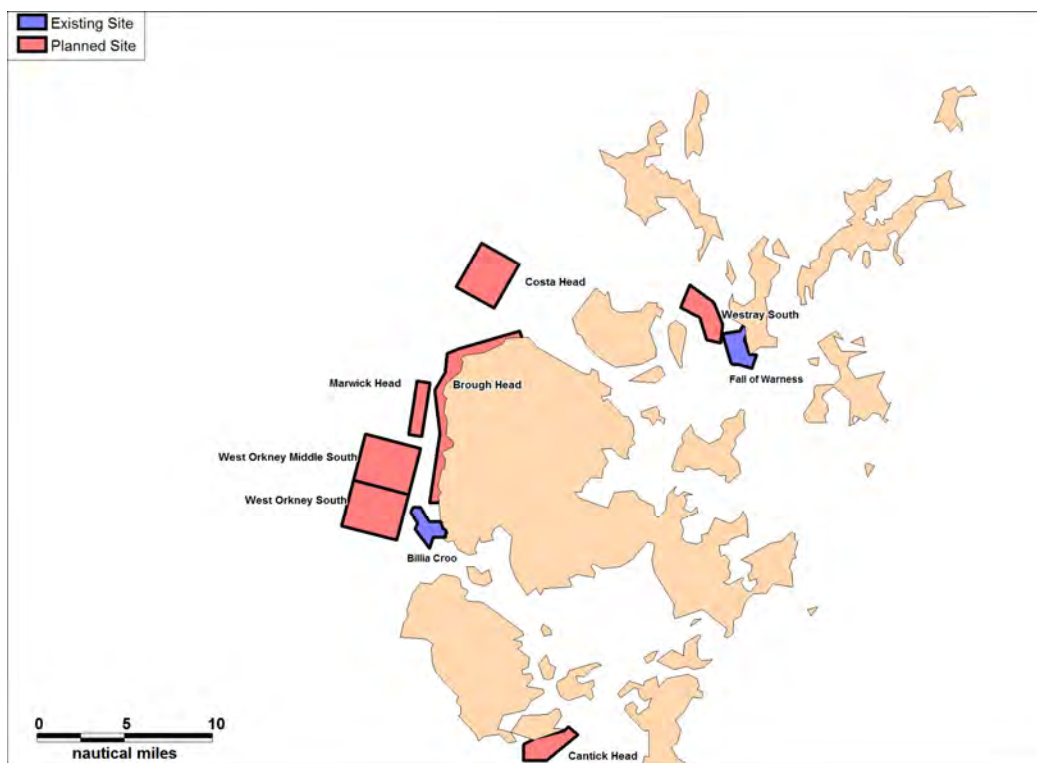 Existing Site
Planned Site
Costa Head
Westray South
Fall of Warness
Marwick Head
Brough Head
West Orkney Middle South
West Orkney South
Billia Croo
0 5 10
nautical miles
Cantick Head